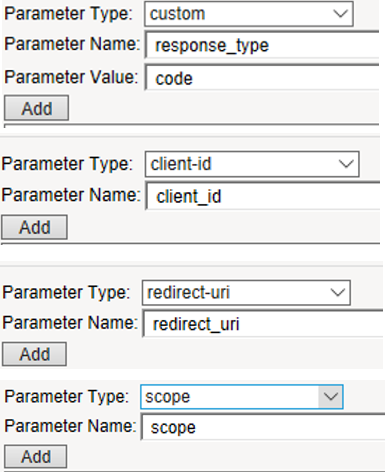 Parameter Type: custom
Parameter Name: response_type
Parameter Value: code
Add
Parameter Type: client-id
Parameter Name: client_id
Add
Parameter Type: redirect-uri
Parameter Name: redirect_uri
Add
Parameter Type: scope
Parameter Name: scope
Add